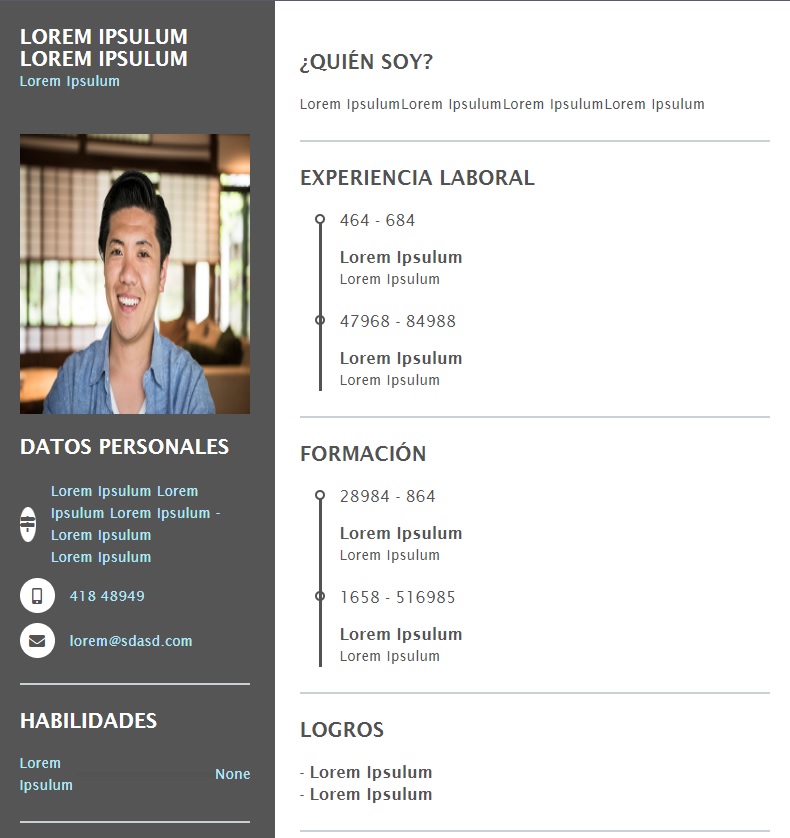 LOREM IPSULUM
LOREM IPSULUM
Lorem Ipsulum
DATOS PERSONALES
Lorem Ipsulum Lorem
Ipsulum Lorem Ipsulum -
Lorem Ipsulum
Lorem Ipsulum
418 48949
lorem@sdasd.com
HABILIDADES
Lorem
Ipsulum
None
¿QUIÉN SOY?
Lorem IpsulumLorem IpsulumLorem IpsulumLorem Ipsulum
EXPERIENCIA LABORAL
464 - 684
Lorem Ipsulum
Lorem Ipsulum
47968 - 84988
Lorem Ipsulum
Lorem Ipsulum
FORMACIÓN
28984 - 864
Lorem Ipsulum
Lorem Ipsulum
1658 - 516985
Lorem Ipsulum
Lorem Ipsulum
LOGROS
- Lorem Ipsulum
- Lorem Ipsulum